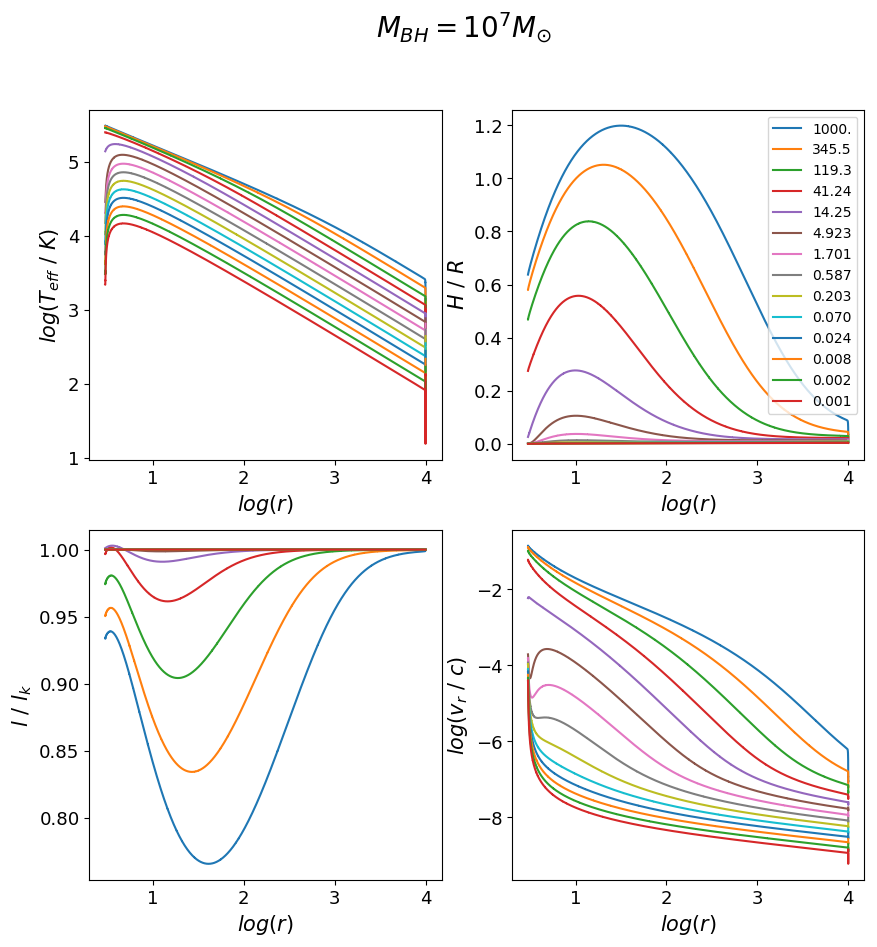 M_{BH} = 10^7 M_⊙
log(T_{eff} / K)
5
4
3
2
1
1 2 3 4
log(r)
H / R
1.2
1.0
0.8
0.6
0.4
0.2
0.0
1 2 3 4
log(r)
1000.
345.5
119.3
41.24
14.25
4.923
1.701
0.587
0.203
0.070
0.024
0.008
0.002
0.001
l / l_k
1.00
0.95
0.90
0.85
0.80
1 2 3 4
log(r)
log(v_r / c)
−2
−4
−6
−8
1 2 3 4
log(r)